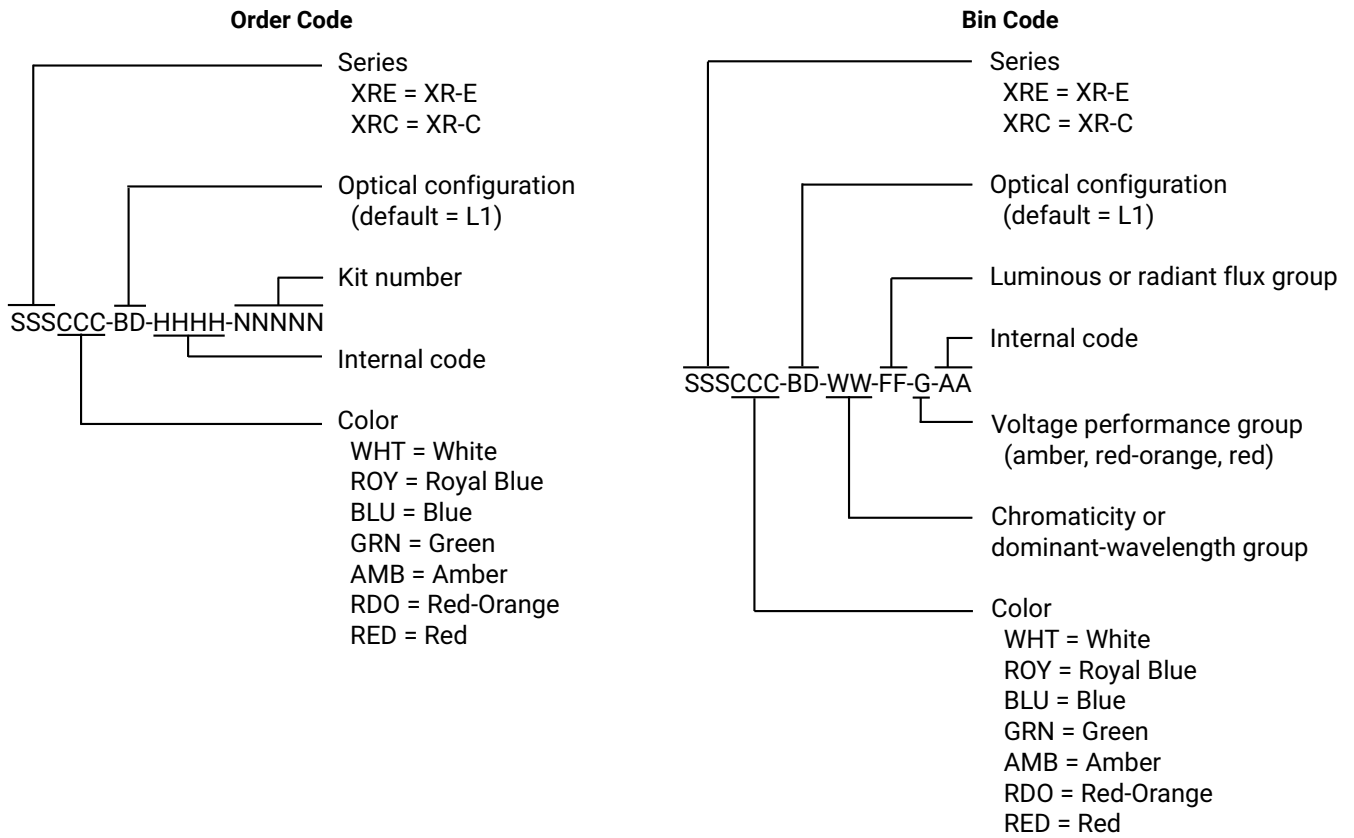 Order Code
Series
XRE = XR-E
XRC = XR-C
Optical configuration
(default = L1)
Kit number
SSSCCC-BD-HHHH-NNNNN
Internal code
Color
WHT = White
ROY = Royal Blue
BLU = Blue
GRN = Green
AMB = Amber
RDO = Red-Orange
RED = Red
Bin Code
Series
XRE = XR-E
XRC = XR-C
Optical configuration
(default = L1)
Luminous or radiant flux group
Internal code
SSSCCC-BD-WW-FF-G-AA
Voltage performance group
(amber, red-orange, red)
Chromaticity or
dominant-wavelength group
Color
WHT = White
ROY = Royal Blue
BLU = Blue
GRN = Green
AMB = Amber
RDO = Red-Orange
RED = Red